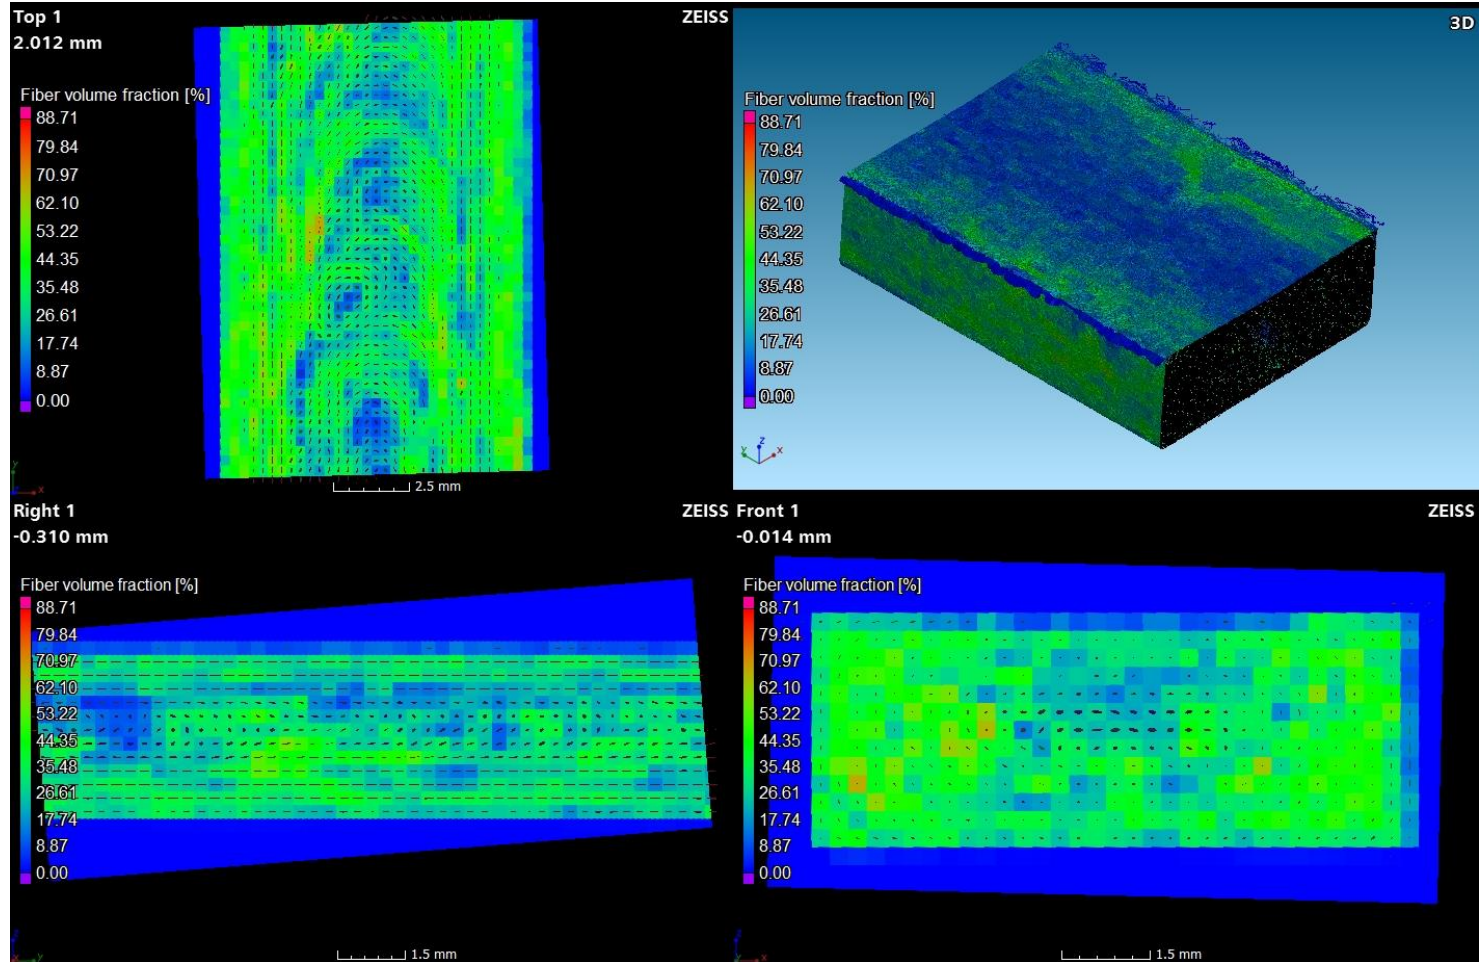 Top 1
ZEISS
2.012 mm
Fiber volume fraction [%]
88.71
79.84
70.97
62.10
53.22
44.35
35.48
26.61
17.74
8.87
0.00
2.5 mm
3D
Fiber volume fraction [%]
88.71
79.84
70.97
62.10
53.22
44.35
35.48
26.61
17.74
8.87
0.00
Right 1
ZEISS
-0.310 mm
Fiber volume fraction [%]
88.71
79.84
70.97
62.10
53.22
44.35
35.48
26.61
17.74
8.87
0.00
1.5 mm
Front 1
ZEISS
-0.014 mm
Fiber volume fraction [%]
88.71
79.84
70.97
62.10
53.22
44.35
35.48
26.61
17.74
8.87
0.00
1.5 mm